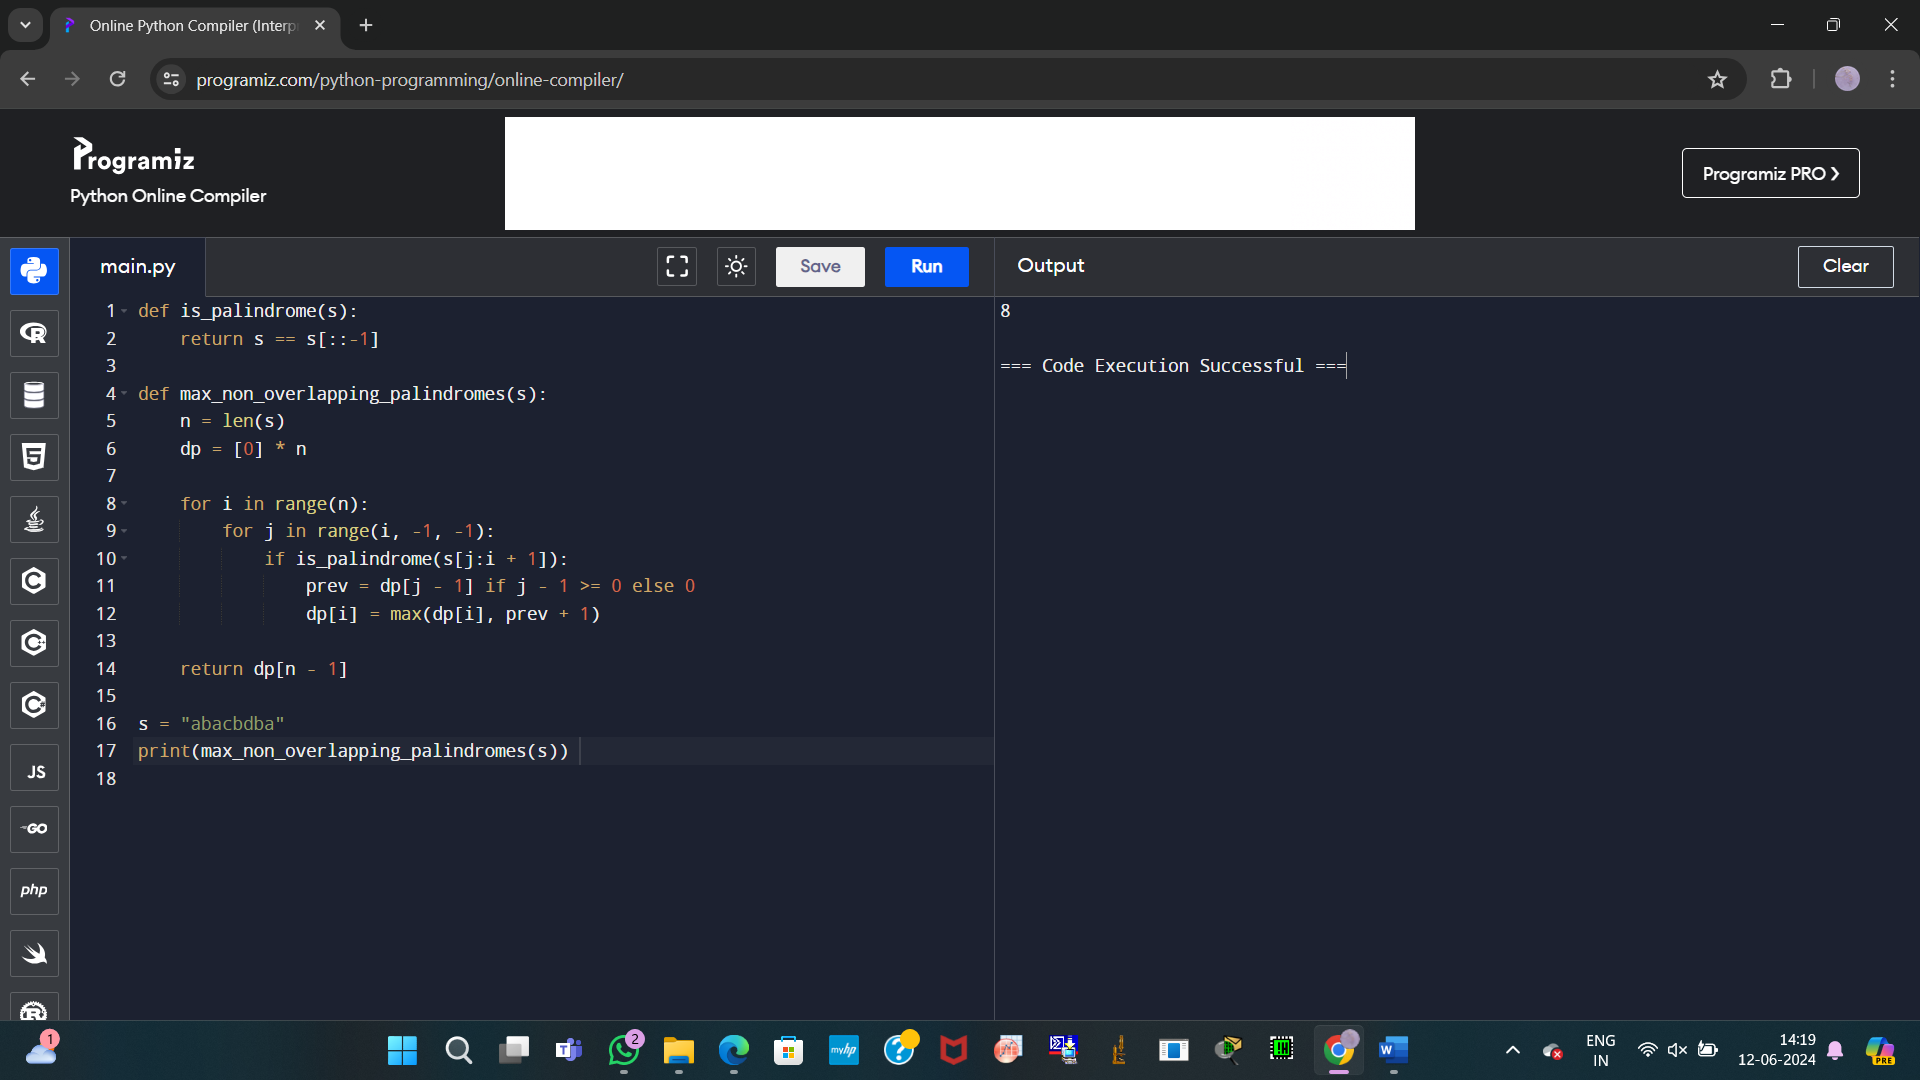 Online Python Compiler (Interp
programiz.com/python-programming/online-compiler/
Programiz
Python Online Compiler
Programiz PRO ❯
main.py
Save
Run
Output
Clear
1 def is_palindrome(s):
2     return s == s[::-1]
3
4 def max_non_overlapping_palindromes(s):
5     n = len(s)
6     dp = [0] * n
7
8     for i in range(n):
9         for j in range(i, -1, -1):
10             if is_palindrome(s[j:i + 1]):
11                 prev = dp[j - 1] if j - 1 >= 0 else 0
12                 dp[i] = max(dp[i], prev + 1)
13
14     return dp[n - 1]
15
16 s = "abacbdba"
17 print(max_non_overlapping_palindromes(s))
18
8
=== Code Execution Successful ===
JS
GO
php
1
2
myhp
ENG
IN
14:19
12-06-2024
PRE